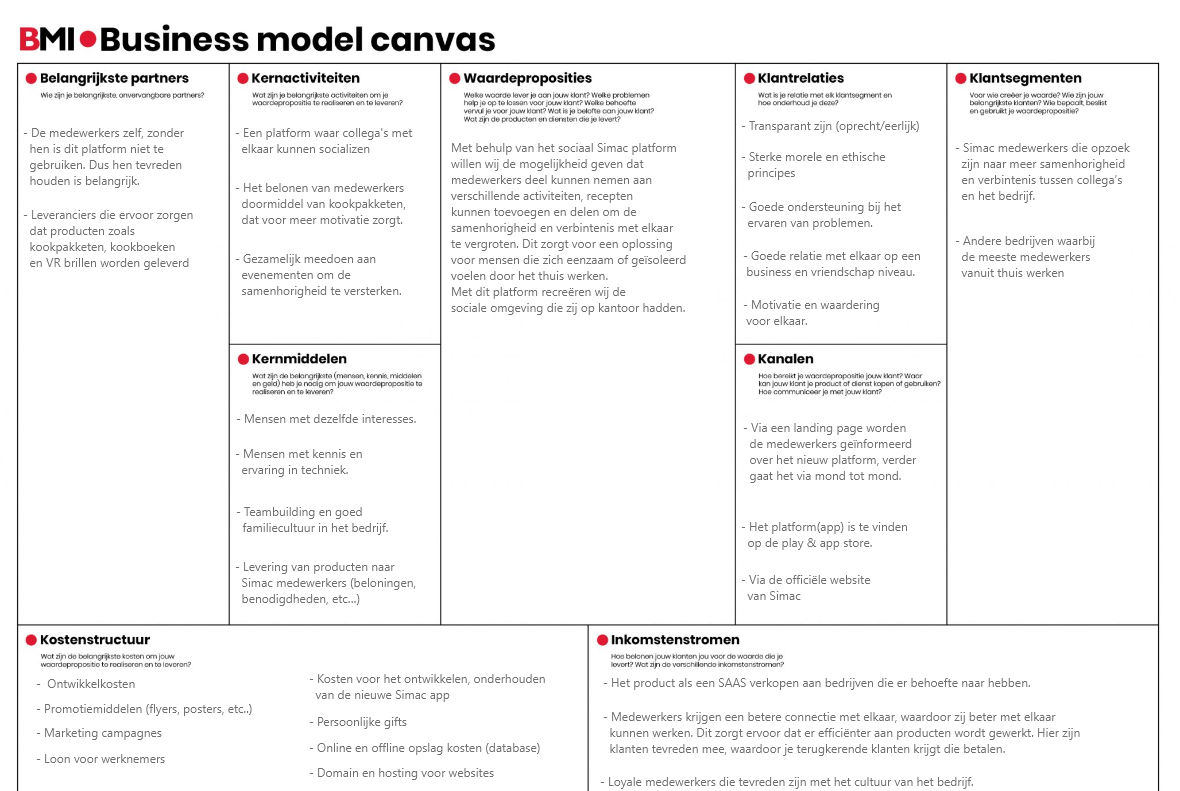 BMI Business model canvas
Belangrijkste partners
Wie zijn je belangrijkste, onvervangbare partners?
- De medewerkers zelf, zonder
hen is dit platform niet te
gebruiken. Dus hen tevreden
houden is belangrijk.
- Leveranciers die ervoor zorgen
dat producten zoals
kookpakketen, kookboeken
en VR brillen worden geleverd
Kernactiviteiten
Wat zijn je belangrijkste activiteiten om je
waardepropositie te realiseren en te leveren?
- Een platform waar collega's met
elkaar kunnen socializen
- Het belonen van medewerkers
doormiddel van kookpakketen,
dat voor meer motivatie zorgt.
- Gezamelijk meedoen aan
evenementen om de
samenhorigheid te versterken.
Kernmiddelen
Wat zijn de belangrijkste (mensen, kennis, middelen
en geld) heb je nodig om jouw waardepropositie te
realiseren en te leveren?
- Mensen met dezelfde interesses.
- Mensen met kennis en
ervaring in techniek.
- Teambuilding en goed
familiecultuur in het bedrijf.
- Levering van producten naar
Simac medewerkers (beloningen,
benodigdheden, etc...)
Waardeproposities
Welke waarde lever je aan jouw klant? Welke problemen
help je op te lossen voor jouw klant? Welke behoefte
vervul je voor jouw klant? Wat is je belofte aan jouw klant?
Wat zijn de producten en diensten die je levert?
Met behulp van het sociaal Simac platform
willen wij de mogelijkheid geven dat
medewerkers deel kunnen nemen aan
verschillende activiteiten, recepten
kunnen toevoegen en delen om de
samenhorigheid en verbintenis met elkaar
te vergroten. Dit zorgt voor een oplossing
voor mensen die zich eenzaam of geïsoleerd
voelen door het thuis werken.
Met dit platform recreëren wij de
sociale omgeving die zij op kantoor hadden.
Klantrelaties
Wat is je relatie met elk klantsegment en
hoe onderhoud je deze?
- Transparant zijn (oprecht/eerlijk)
- Sterke morele en ethische
principes
- Goede ondersteuning bij het
ervaren van problemen.
- Goede relatie met elkaar op een
business en vriendschap niveau.
- Motivatie en waardering
voor elkaar.
Kanalen
Hoe bereikt je waardepropositie jouw klant? Waar
kan jouw klant je product of dienst kopen of gebruiken?
Hoe communiceer je met jouw klant?
- Via een landing page worden
de medewerkers geïnformeerd
over het nieuw platform, verder
gaat het via mond tot mond.
- Het platform(app) is te vinden
op de play & app store.
- Via de officiële website
van Simac
Klantsegmenten
Voor wie creëer je waarde? Wie zijn jouw
belangrijkste klanten? Wie bepaalt, beslist
en gebruikt je waardepropositie?
- Simac medewerkers die opzoek
zijn naar meer samenhorigheid
en verbintenis tussen collega's
en het bedrijf.
- Andere bedrijven waarbij
de meeste medewerkers
vanuit thuis werken
Kostenstructuur
Wat zijn de belangrijkste kosten om jouw
waardepropositie te realiseren en te leveren?
- Ontwikkelkosten
- Promotiemiddelen (flyers, posters, etc..)
- Marketing campagnes
- Loon voor werknemers
- Kosten voor het ontwikkelen, onderhouden
van de nieuwe Simac app
- Persoonlijke gifts
- Online en offline opslag kosten (database)
- Domain en hosting voor websites
Inkomstenstromen
Hoe belonen jouw klanten jou voor de waarde die je
levert? Wat zijn de verschillende inkomstenstromen?
- Het product als een SAAS verkopen aan bedrijven die er behoefte naar hebben.
- Medewerkers krijgen een betere connectie met elkaar, waardoor zij beter met elkaar
kunnen werken. Dit zorgt ervoor dat er efficiënter aan producten wordt gewerkt. Hier zijn
klanten tevreden mee, waardoor je terugkerende klanten krijgt die betalen.
- Loyale medewerkers die tevreden zijn met het cultuur van het bedrijf.